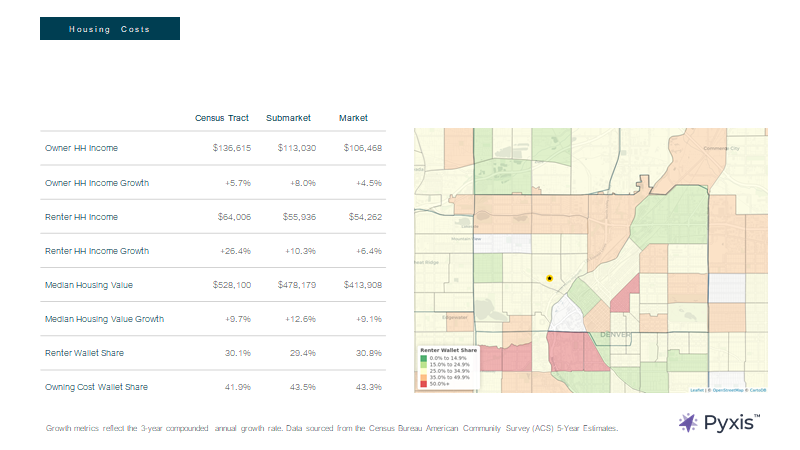 Housing Costs
Census Tract Submarket Market
Owner HH Income $136,615 $113,030 $106,468
Owner HH Income Growth +5.7% +8.0% +4.5%
Renter HH Income $64,006 $55,936 $54,262
Renter HH Income Growth +26.4% +10.3% +6.4%
Median Housing Value $528,100 $478,179 $413,908
Median Housing Value Growth +9.7% +12.6% +9.1%
Renter Wallet Share 30.1% 29.4% 30.8%
Owning Cost Wallet Share 41.9% 43.5% 43.3%
Commerce City
Edgewater
DENVER
Renter Wallet Share
0.0% to 14.9%
15.0% to 24.9%
25.0% to 34.9%
35.0% to 49.9%
50.0%+
Leaflet | © OpenStreetMap © CartoDB
Growth metrics reflect the 3-year compounded annual growth rate. Data sourced from the Census Bureau American Community Survey (ACS) 5-Year Estimates.
Pyxis™